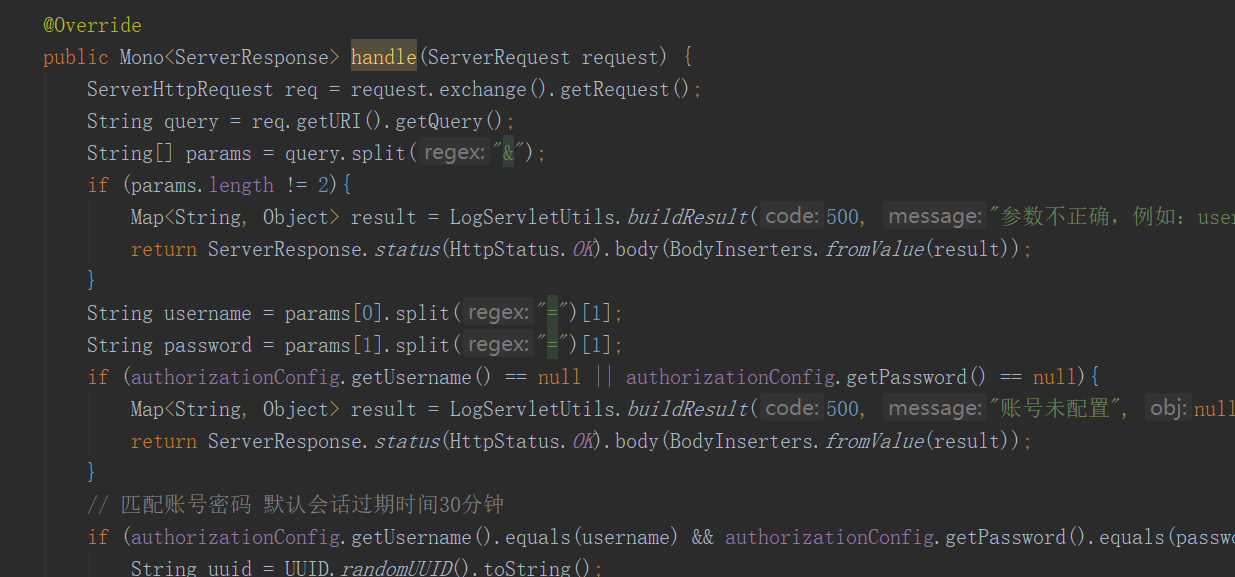 @Override
public Mono<ServerResponse> handle(ServerRequest request) {
ServerHttpRequest req = request.exchange().getRequest();
String query = req.getURI().getQuery();
String[] params = query.split( regex: "&");
if (params.length != 2){
Map<String, Object> result = LogServletUtils.buildResult( code: 500, message: "参数不正确，例如：user
return ServerResponse.status(HttpStatus.OK).body(BodyInserters.fromValue(result));
}
String username = params[0].split( regex: "=")[1];
String password = params[1].split( regex: "=")[1];
if (authorizationConfig.getUsername() == null || authorizationConfig.getPassword() == null){
Map<String, Object> result = LogServletUtils.buildResult( code: 500, message: "账号未配置", obj: null
return ServerResponse.status(HttpStatus.OK).body(BodyInserters.fromValue(result));
}
// 匹配账号密码 默认会话过期时间30分钟
if (authorizationConfig.getUsername().equals(username) && authorizationConfig.getPassword().equals(passwo
String uuid = UUID.randomUUID().toString();